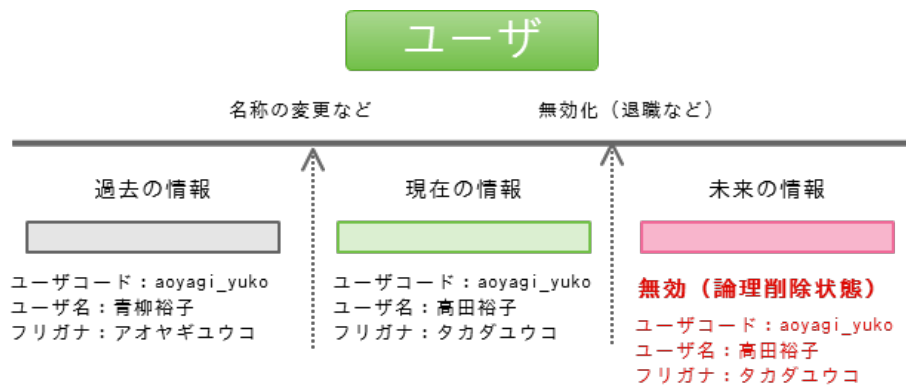 ユーザ
名称の変更など
無効化（退職など）
過去の情報
現在の情報
未来の情報
ユーザコード：aoyagi_yuko
ユーザ名：青柳裕子
フリガナ：アオヤギユウコ
ユーザコード：aoyagi_yuko
ユーザ名：高田裕子
フリガナ：タカダユウコ
無効（論理削除状態）
ユーザコード：aoyagi_yuko
ユーザ名：高田裕子
フリガナ：タカダユウコ